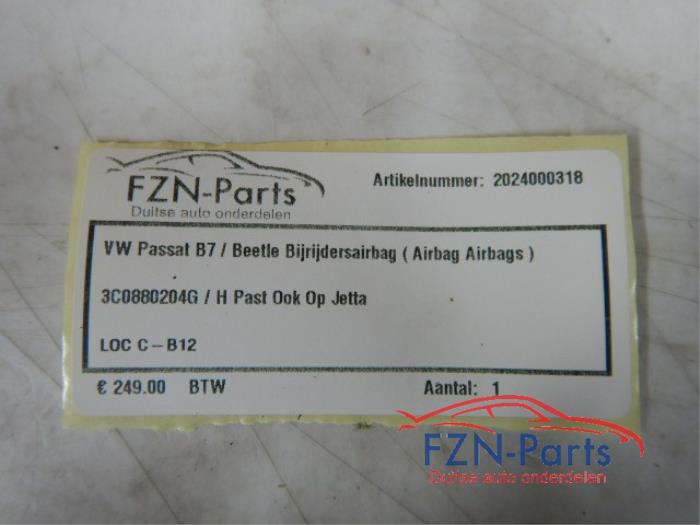 FZN-Parts
Duitse auto onderdelen
Artikelnummer: 2024000318
VW Passat B7 / Beetle Bijrijdersairbag ( Airbag Airbags )
3C0880204G / H Past Ook Op Jetta
LOC C - B12
€ 249.00 BTW
Aantal: 1
FZN-Parts
Duitse auto onderdelen